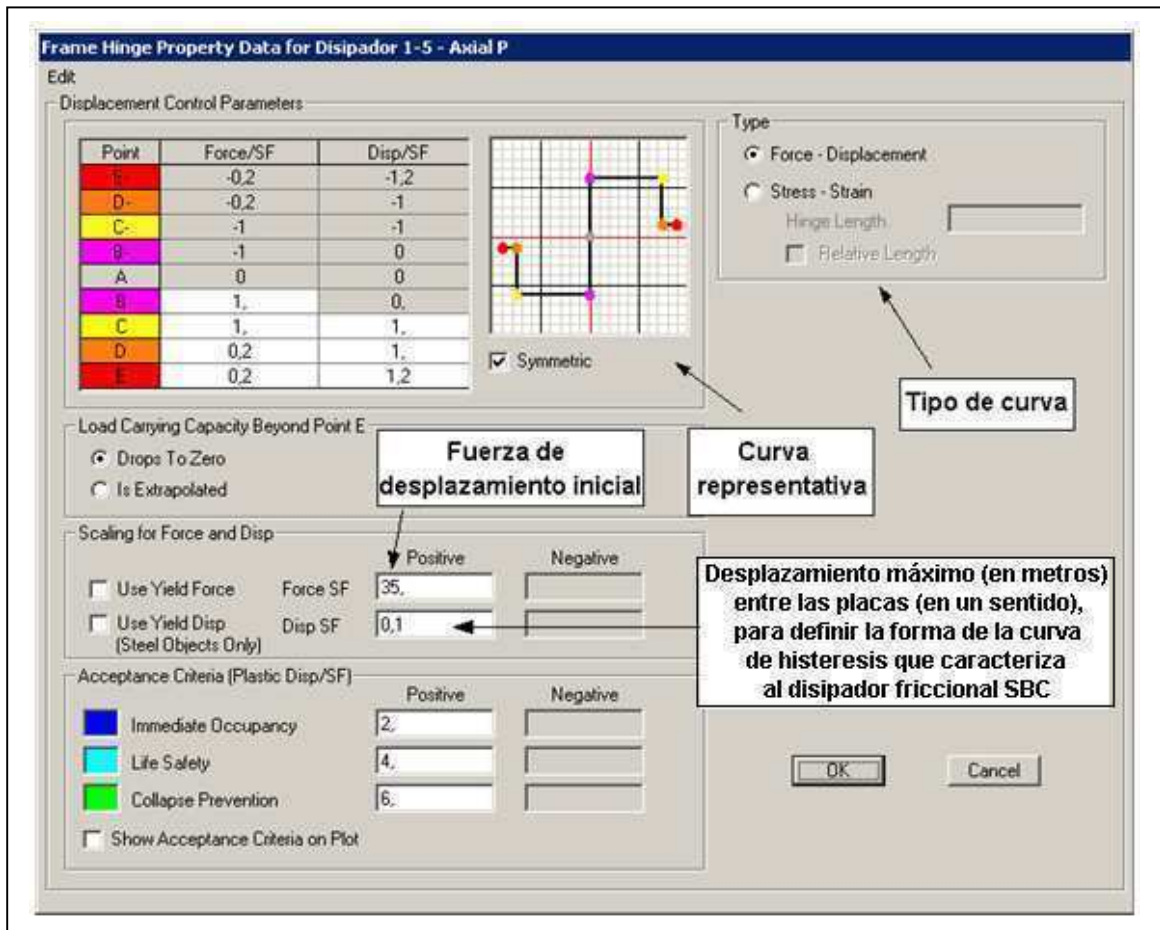 Frame Hinge Property Data for Disipador 1-5 - Axial P
Edit
Displacement Control Parameters
Point Force/SF Disp/SF
E- -0,2 -1,2
D- -0,2 -1
C- -1 -1
B- -1 0
A 0 0
B 1, 0,
C 1, 1,
D 0,2 1,
E 0,2 1,2
Symmetric
Type
Force - Displacement
Stress - Strain
Hinge Length
Relative Length
Tipo de curva
Curva
representativa
Load Carrying Capacity Beyond Point E
Drops To Zero
Is Extrapolated
Fuerza de
desplazamiento inicial
Scaling for Force and Disp
Positive Negative
Use Yield Force Force SF 35,
Use Yield Disp Disp SF 0,1
(Steel Objects Only)
Desplazamiento máximo (en metros)
entre las placas (en un sentido),
para definir la forma de la curva
de histeresis que caracteriza
al disipador friccional SBC
Acceptance Criteria (Plastic Disp/SF)
Positive Negative
Immediate Occupancy 2,
Life Safety 4,
Collapse Prevention 6,
Show Acceptance Criteria on Plot
OK Cancel